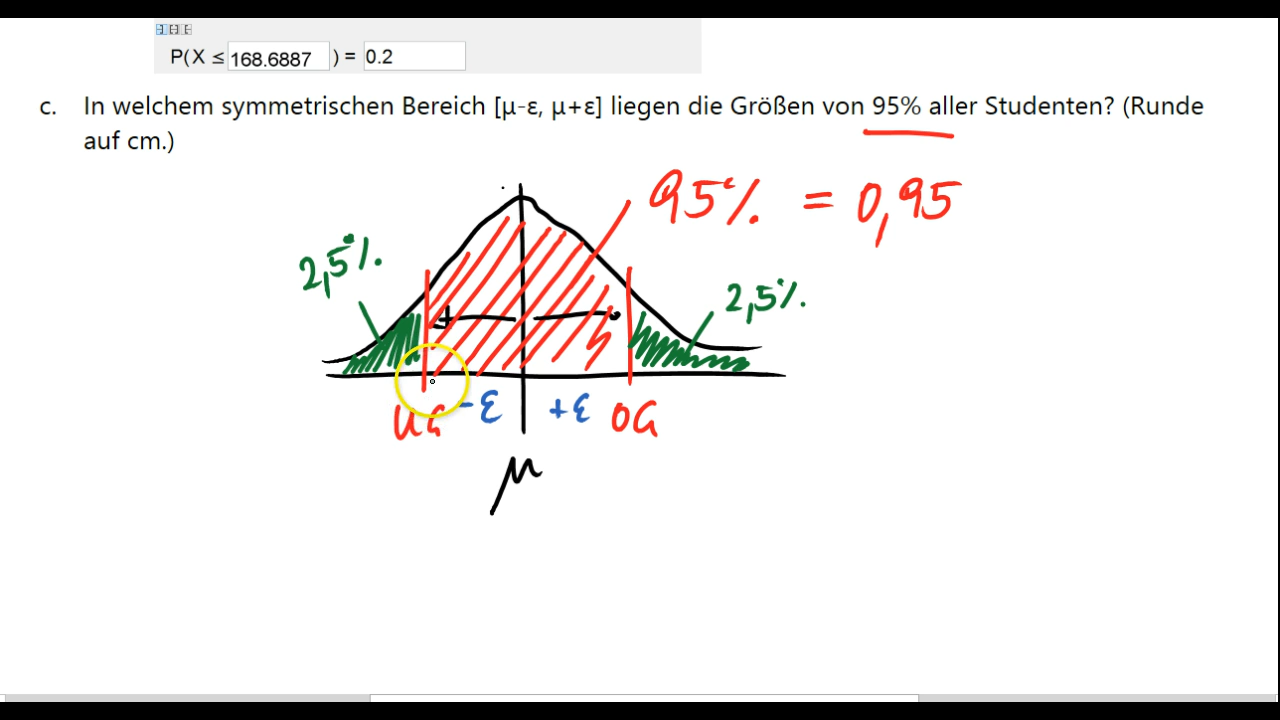 P(X ≤ 168.6887 ) = 0.2
c. In welchem symmetrischen Bereich [μ-ε, μ+ε] liegen die Größen von 95% aller Studenten? (Runde
auf cm.)
95% = 0,95
2,5%
2,5%
UG -ε +ε OG
μ